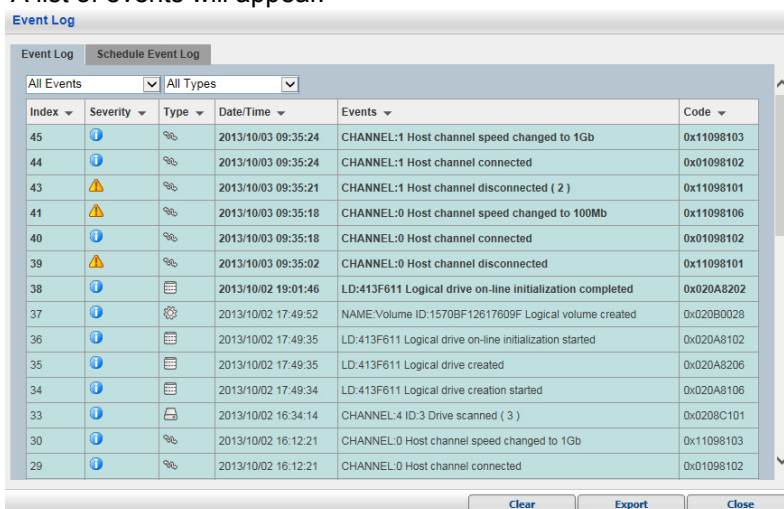 A list of events will appear.
Event Log
Event Log Schedule Event Log
All Events All Types
Index Severity Type Date/Time Events Code
45 2013/10/03 09:35:24 CHANNEL:1 Host channel speed changed to 1Gb 0x11098103
44 2013/10/03 09:35:24 CHANNEL:1 Host channel connected 0x01098102
43 2013/10/03 09:35:21 CHANNEL:1 Host channel disconnected ( 2 ) 0x11098101
41 2013/10/03 09:35:18 CHANNEL:0 Host channel speed changed to 100Mb 0x11098106
40 2013/10/03 09:35:18 CHANNEL:0 Host channel connected 0x01098102
39 2013/10/03 09:35:02 CHANNEL:0 Host channel disconnected 0x11098101
38 2013/10/02 19:01:46 LD:413F611 Logical drive on-line initialization completed 0x020A8202
37 2013/10/02 17:49:52 NAME:Volume ID:1570BF12617609F Logical volume created 0x020B0028
36 2013/10/02 17:49:35 LD:413F611 Logical drive on-line initialization started 0x020A8102
35 2013/10/02 17:49:35 LD:413F611 Logical drive created 0x020A8206
34 2013/10/02 17:49:34 LD:413F611 Logical drive creation started 0x020A8106
33 2013/10/02 16:34:14 CHANNEL:4 ID:3 Drive scanned ( 3 ) 0x0208C101
30 2013/10/02 16:12:21 CHANNEL:0 Host channel speed changed to 1Gb 0x11098103
29 2013/10/02 16:12:21 CHANNEL:0 Host channel connected 0x01098102
Clear Export Close